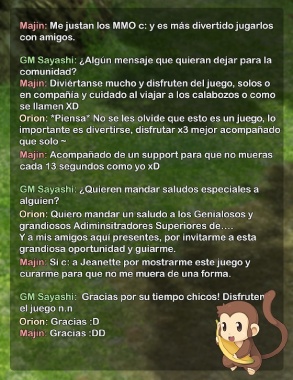 Majin: Me justan los MMO c: y es más divertido jugarlos
con amigos.
GM Sayashi: ¿Algún mensaje que quieran dejar para la
comunidad?
Majin: Diviértanse mucho y disfruten del juego, solos o
en compañía y cuidado al viajar a los calabozos o como
se llamen XD
Orion: *Piensa* No se les olvide que esto es un juego, lo
importante es divertirse, disfrutar x3 mejor acompañado
que solo ~
Majin: Acompañado de un support para que no mueras
cada 13 segundos como yo xD
GM Sayashi: ¿Quieren mandar saludos especiales a
alguien?
Orion: Quiero mandar un saludo a los Genialosos y
grandiosos Adiminsitradores Superiores de....
Y a mis amigos aqui presentes, por invitarme a esta
grandiosa oportunidad y guiarme.
Majin: Si c: a Jeanette por mostrarme este juego y
curarme para que no me muera de una forma.
GM Sayashi: Gracias por su tiempo chicos! Disfruten
el juego n.n
Orion: Gracias :D
Majin: Gracias :DD